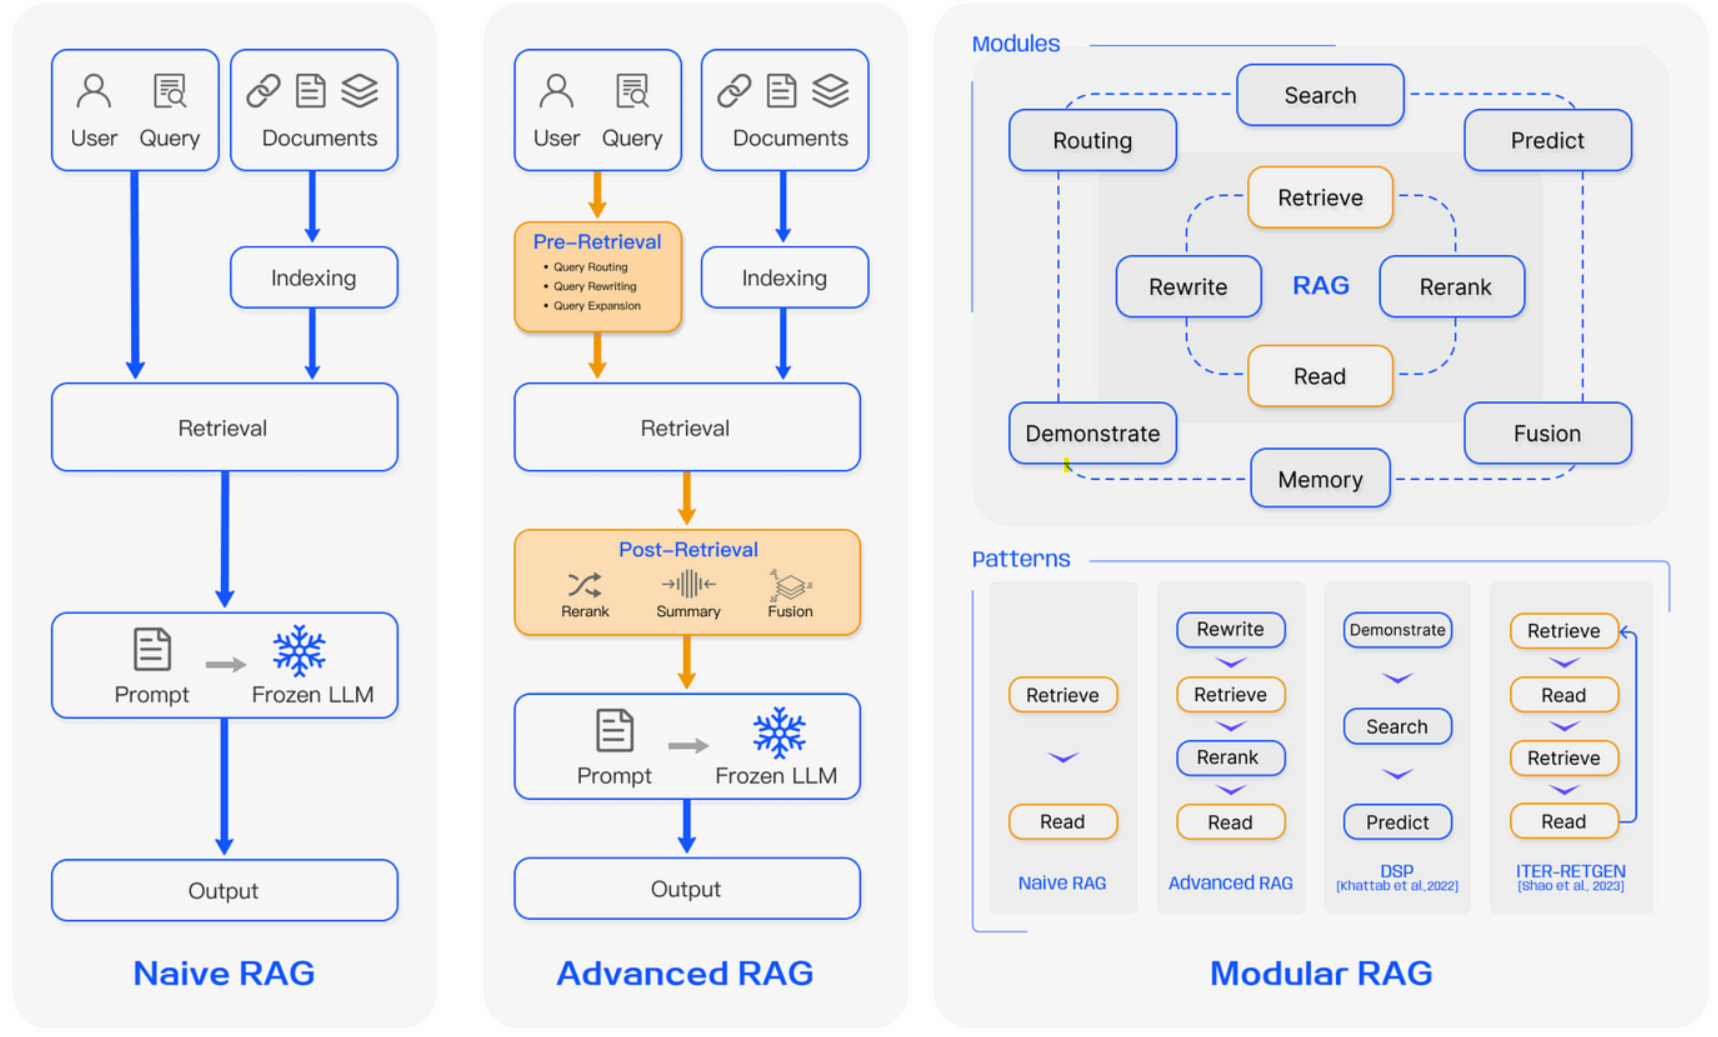 User Query
Documents
Indexing
Retrieval
Prompt
Frozen LLM
Output
Naive RAG
User Query
Documents
Pre-Retrieval
• Query Routing
• Query Rewriting
• Query Expansion
Indexing
Retrieval
Post-Retrieval
Rerank
Summary
Fusion
Prompt
Frozen LLM
Output
Advanced RAG
Modules
Search
Routing
Predict
Retrieve
Rewrite
RAG
Rerank
Read
Demonstrate
Fusion
Memory
Patterns
Retrieve
Read
Naive RAG
Rewrite
Retrieve
Rerank
Read
Advanced RAG
Demonstrate
Search
Predict
DSP
[Khattab et al.,2022]
Retrieve
Read
Retrieve
Read
ITER-RETGEN
[Shao et al., 2023]
Modular RAG